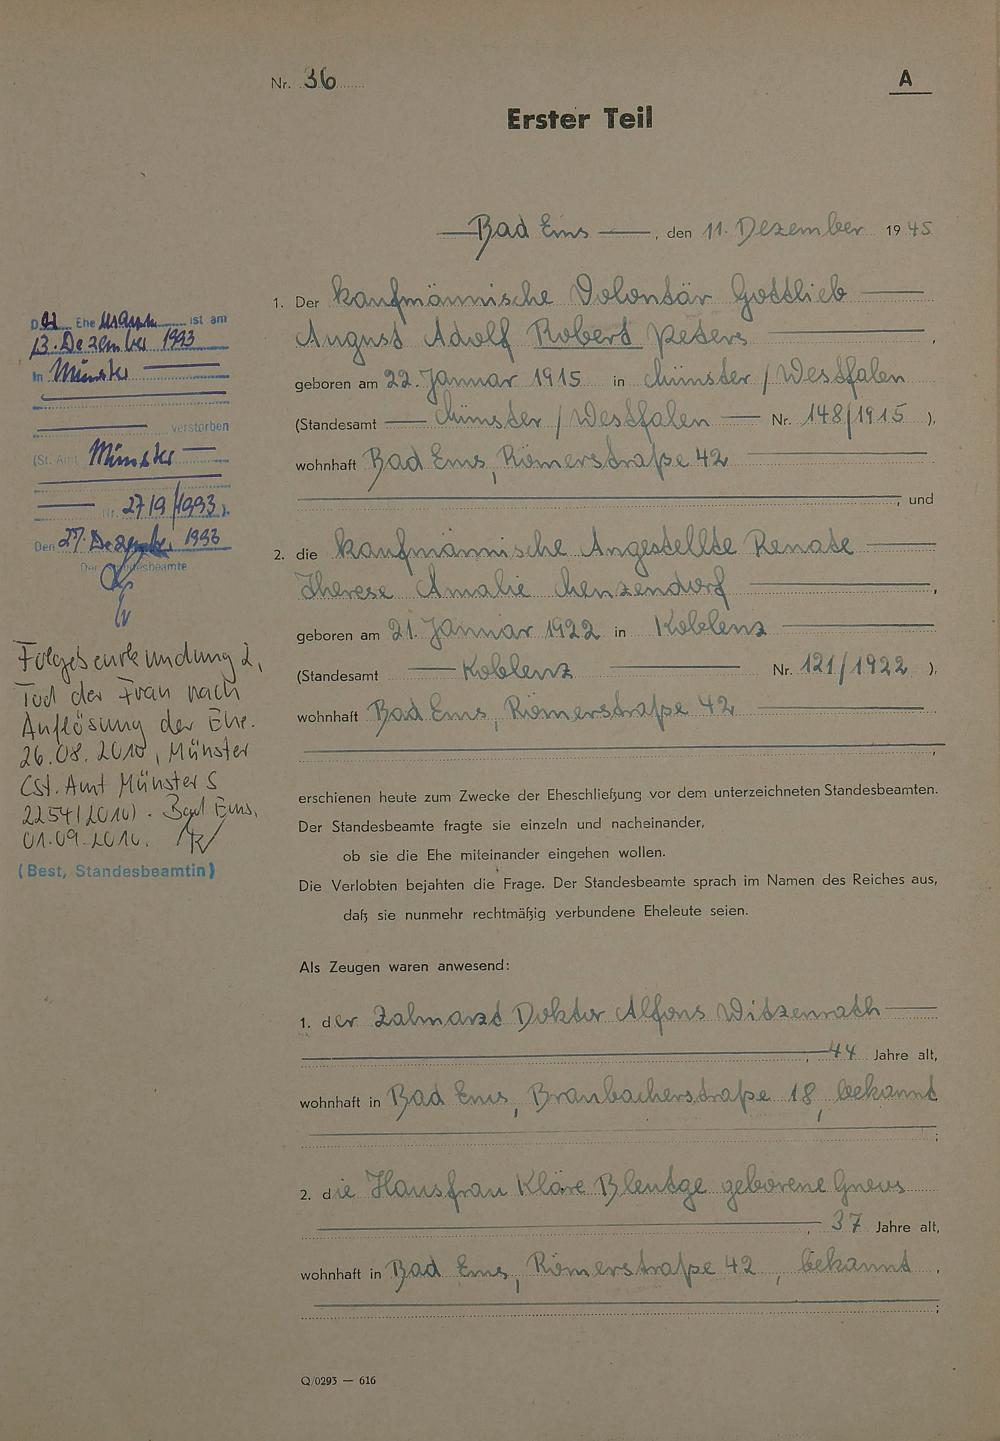 Nr. 36
A
Erster Teil
Bad Ems, den 11. Dezember 1945
1. Der kaufmännische Volontär Gottlieb
August Adolf Robert Peters,
geboren am 22. Januar 1915 in Münster / Westfalen
(Standesamt Münster / Westfalen Nr. 148/1915),
wohnhaft Bad Ems, Römerstraße 42
, und
2. die kaufmännische Angestellte Renate
Therese Amalie Menzendorf,
geboren am 21. Januar 1922 in Koblenz
(Standesamt Koblenz Nr. 121/1922),
wohnhaft Bad Ems, Römerstraße 42
,
erschienen heute zum Zwecke der Eheschließung vor dem unterzeichneten Standesbeamten.
Der Standesbeamte fragte sie einzeln und nacheinander,
ob sie die Ehe miteinander eingehen wollen.
Die Verlobten bejahten die Frage. Der Standesbeamte sprach im Namen des Reiches aus,
daß sie nunmehr rechtmäßig verbundene Eheleute seien.
Als Zeugen waren anwesend:
1. der Zahnarzt Doktor Alfons Witzenrath
, 44 Jahre alt,
wohnhaft in Bad Ems, Braubacherstraße 18, bekannt
;
2. die Hausfrau Kläre Blentge geborene Gneus
, 37 Jahre alt,
wohnhaft in Bad Ems, Römerstraße 42, bekannt,
;
Q/0293 — 616
Der Ehemann ist am
13. Dezember 1993
in Münster
verstorben
(St. Amt Münster
Nr. 2719/1993).
Den 27. Dezember 1993
Der Standesbeamte
Folgebeurkundung 2,
Tod der Frau nach
Auflösung der Ehe.
26.08.2010, Münster
(St. Amt Münster S
2254/2010). Bad Ems,
01.09.2010.
(Best, Standesbeamtin)